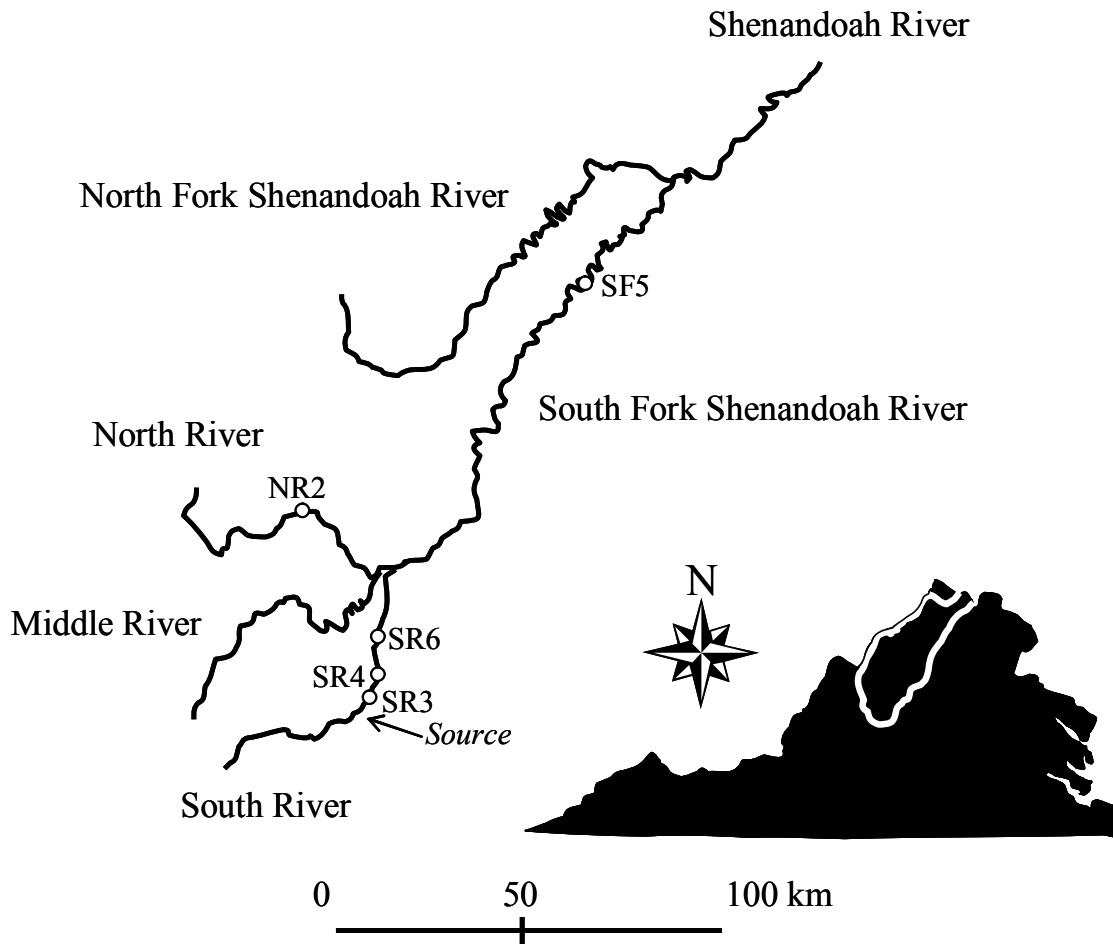 Shenandoah River
North Fork Shenandoah River
SF5
South Fork Shenandoah River
North River
NR2
N
Middle River
SR6
SR4
SR3
Source
South River
0 50 100 km